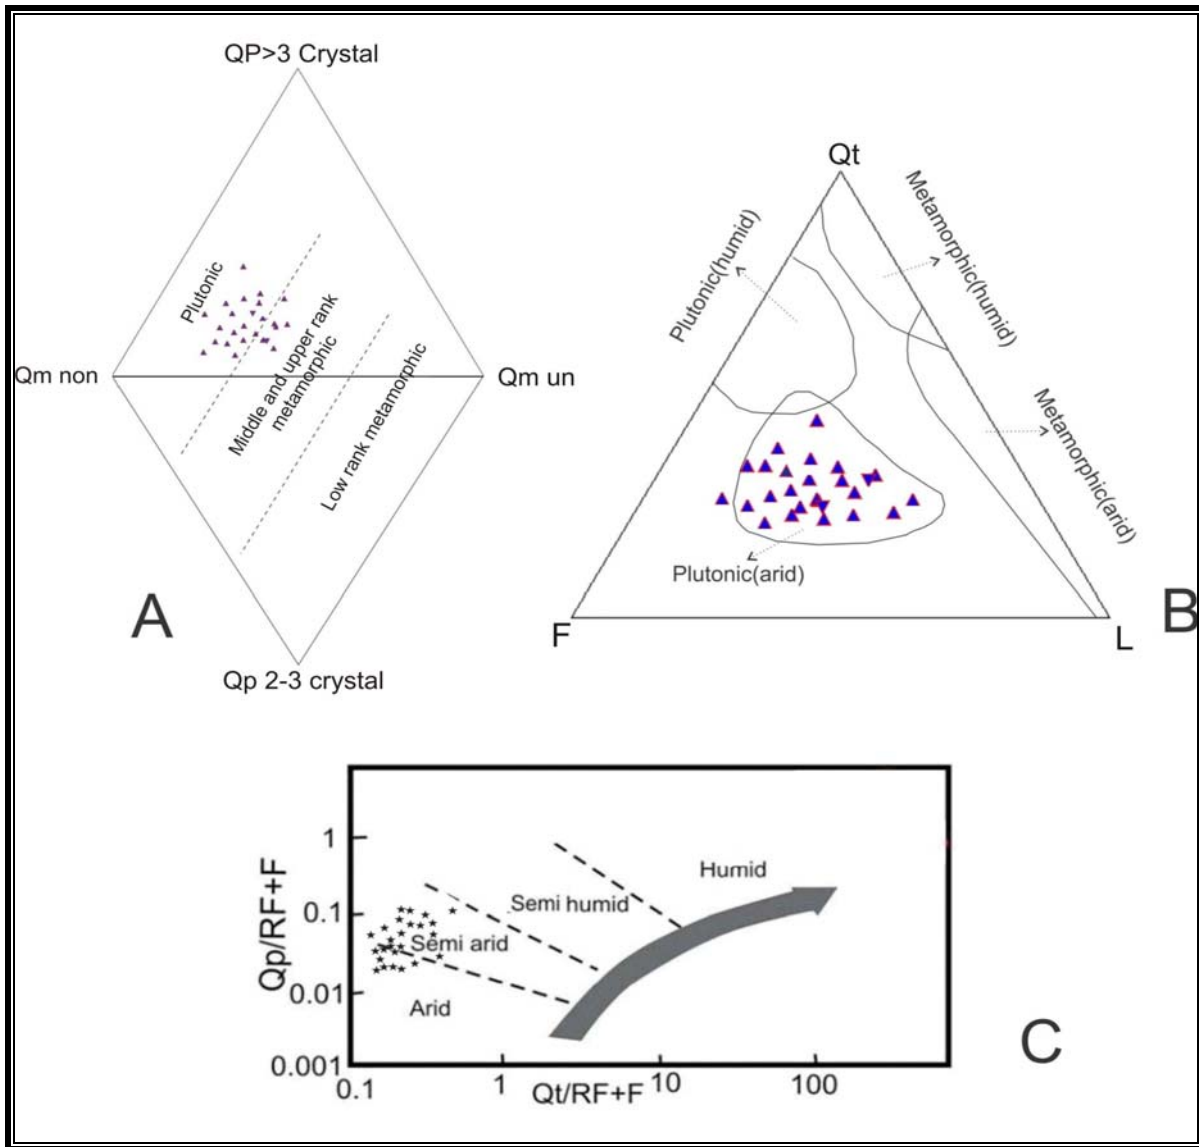 QP>3 Crystal
Plutonic
Middle and upper rank
metamorphic
Low rank metamorphic
Qm non
Qm un
Qp 2-3 crystal
A
Qt
Plutonic(humid)
Metamorphic(humid)
Metamorphic(arid)
Plutonic(arid)
F
L
B
Qp/RF+F
1
0.1
0.01
0.001
Humid
Semi humid
Semi arid
Arid
0.1
1
10
100
Qt/RF+F
C